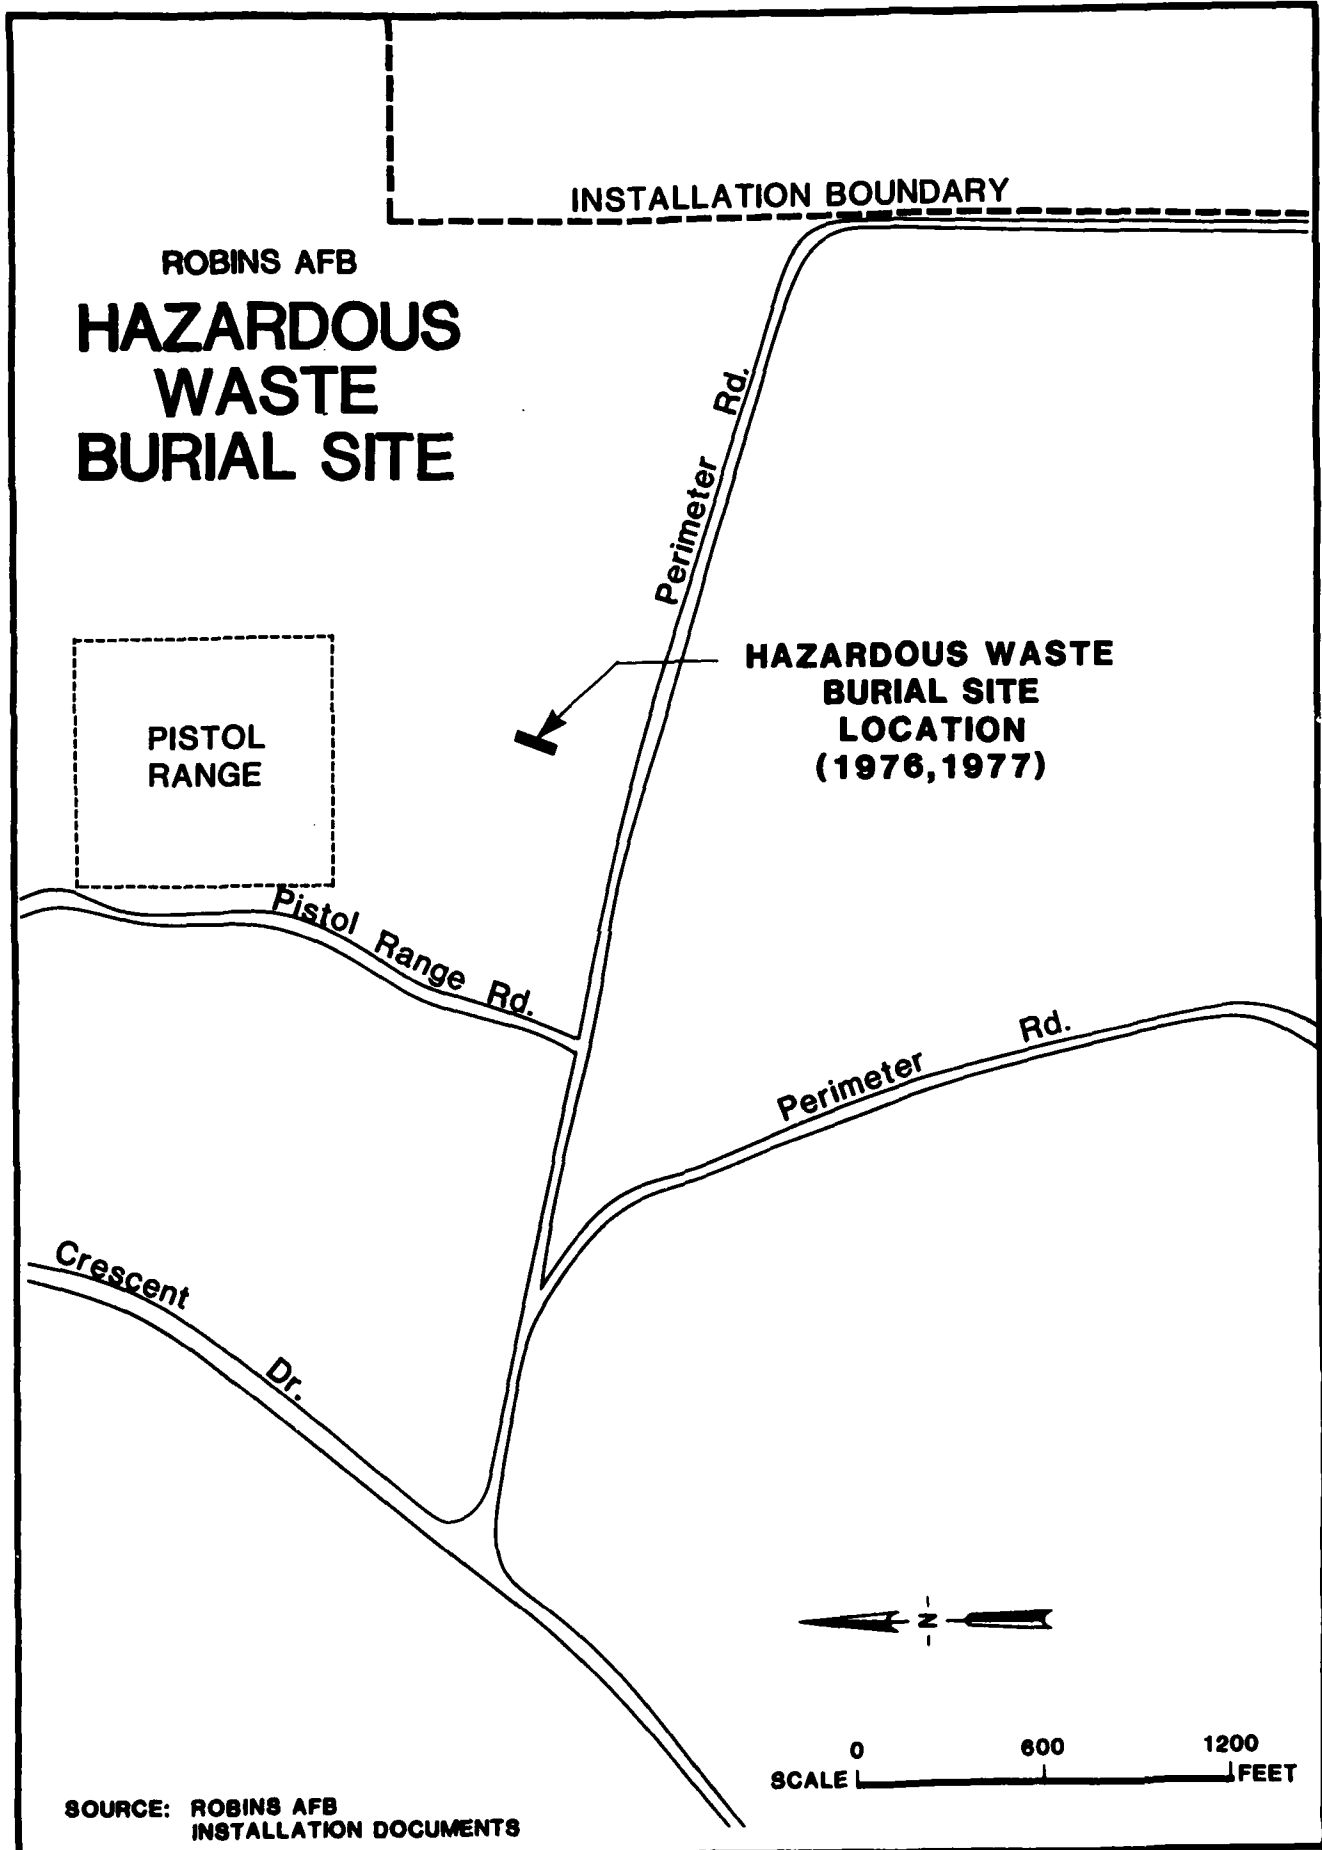 INSTALLATION BOUNDARY
ROBINS AFB
HAZARDOUS
WASTE
BURIAL SITE
Perimeter Rd.
HAZARDOUS WASTE
BURIAL SITE
LOCATION
(1976,1977)
PISTOL
RANGE
Pistol Range Rd.
Perimeter Rd.
Crescent Dr.
N
0 600 1200
SCALE FEET
SOURCE: ROBINS AFB
INSTALLATION DOCUMENTS